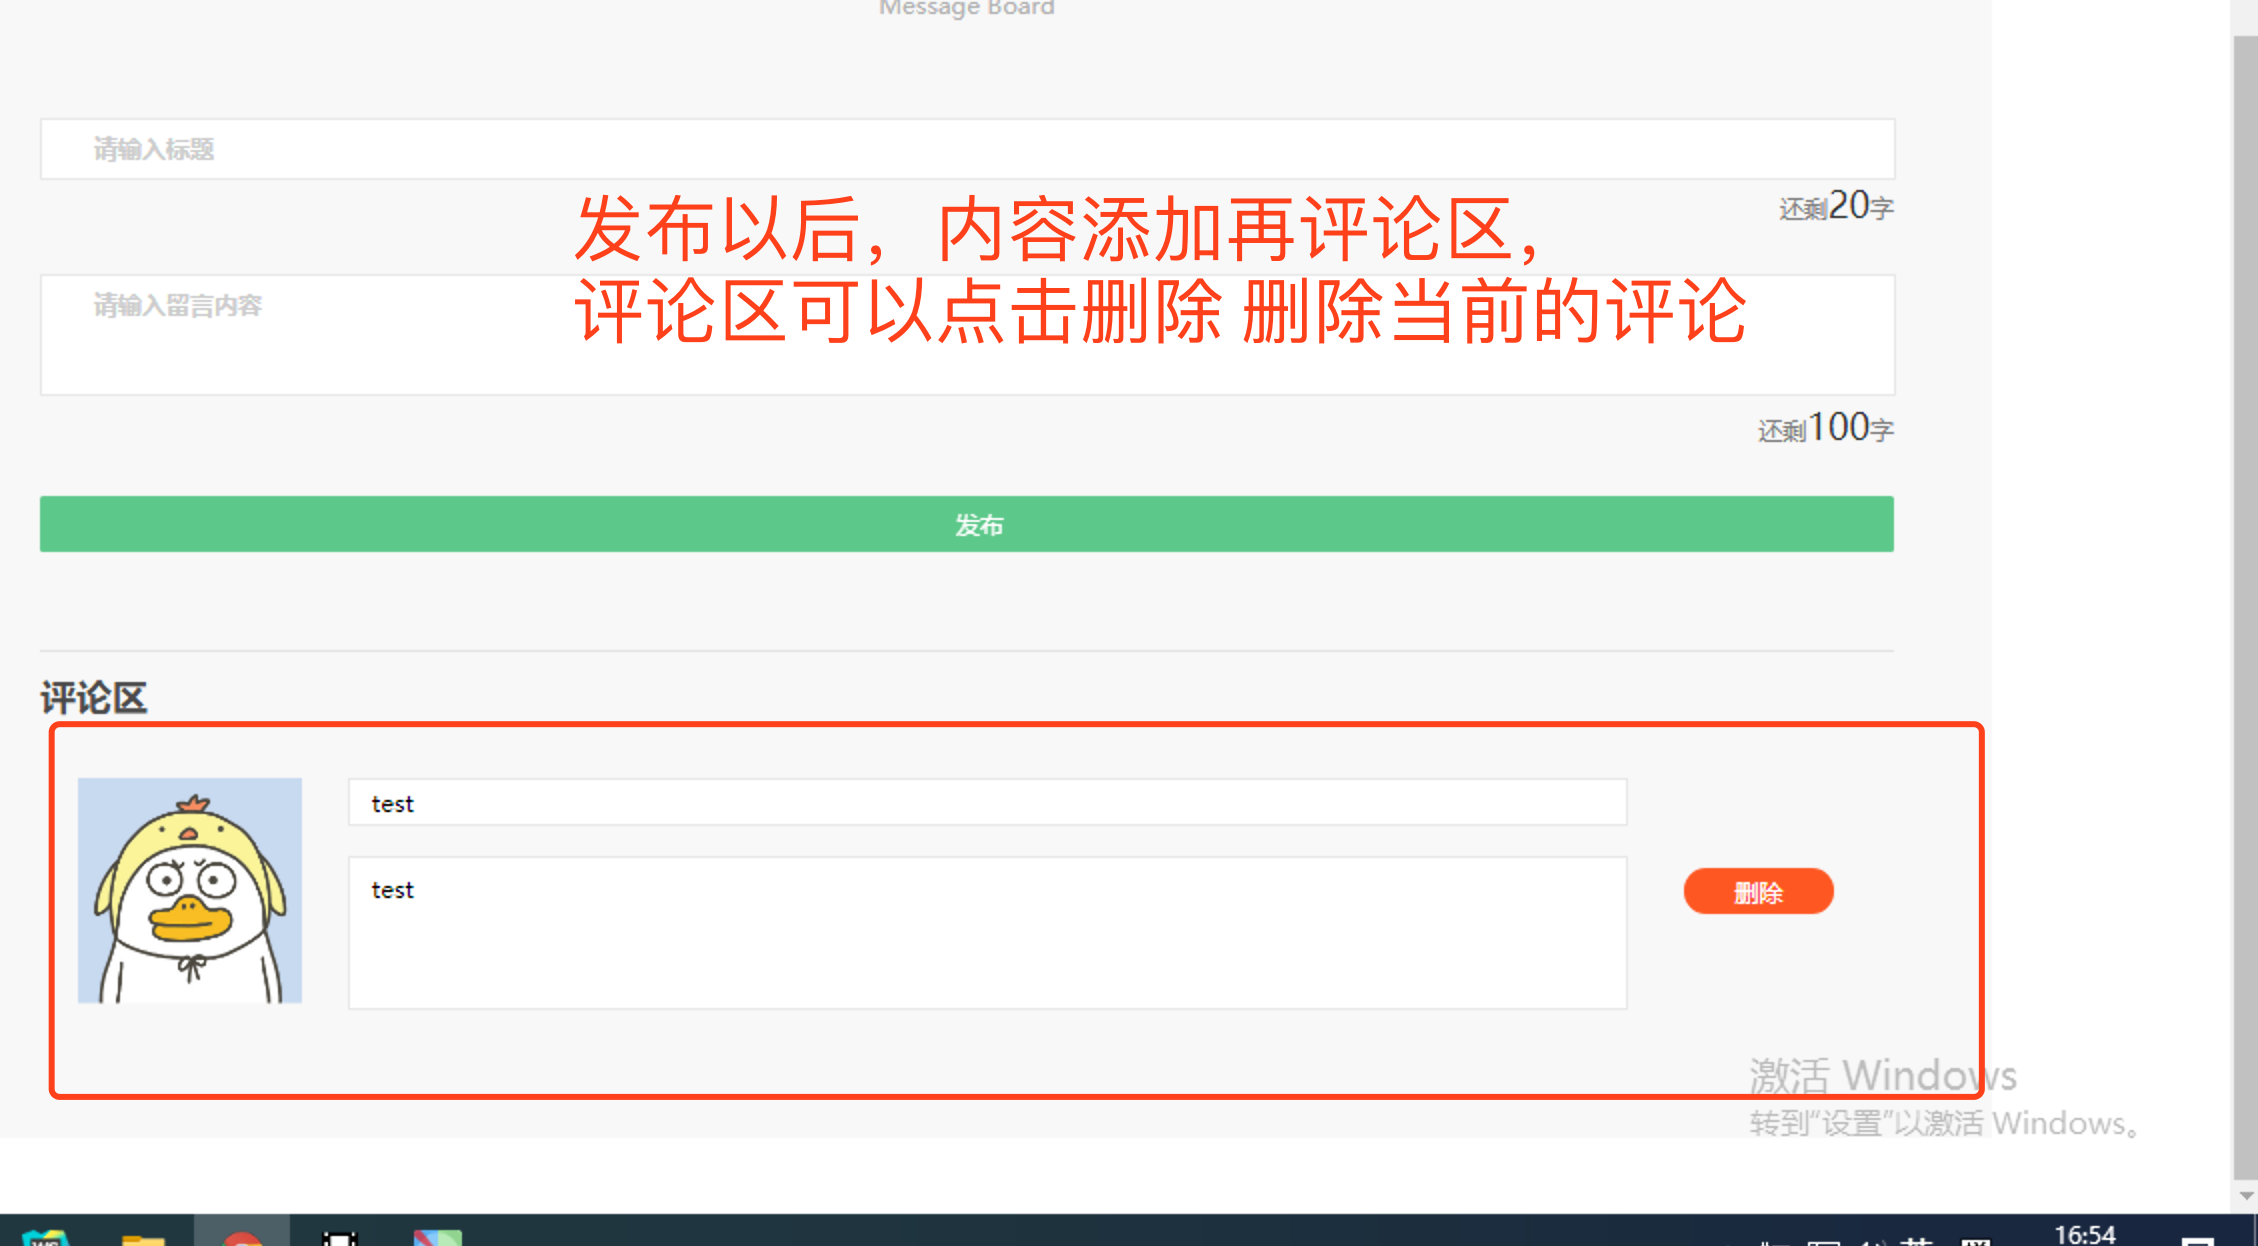 Message Board
请输入标题
还剩20字
发布以后，内容添加再评论区，
评论区可以点击删除 删除当前的评论
请输入留言内容
还剩100字
发布
评论区
test
test
删除
激活 Windows
转到“设置”以激活 Windows。
英
16:54